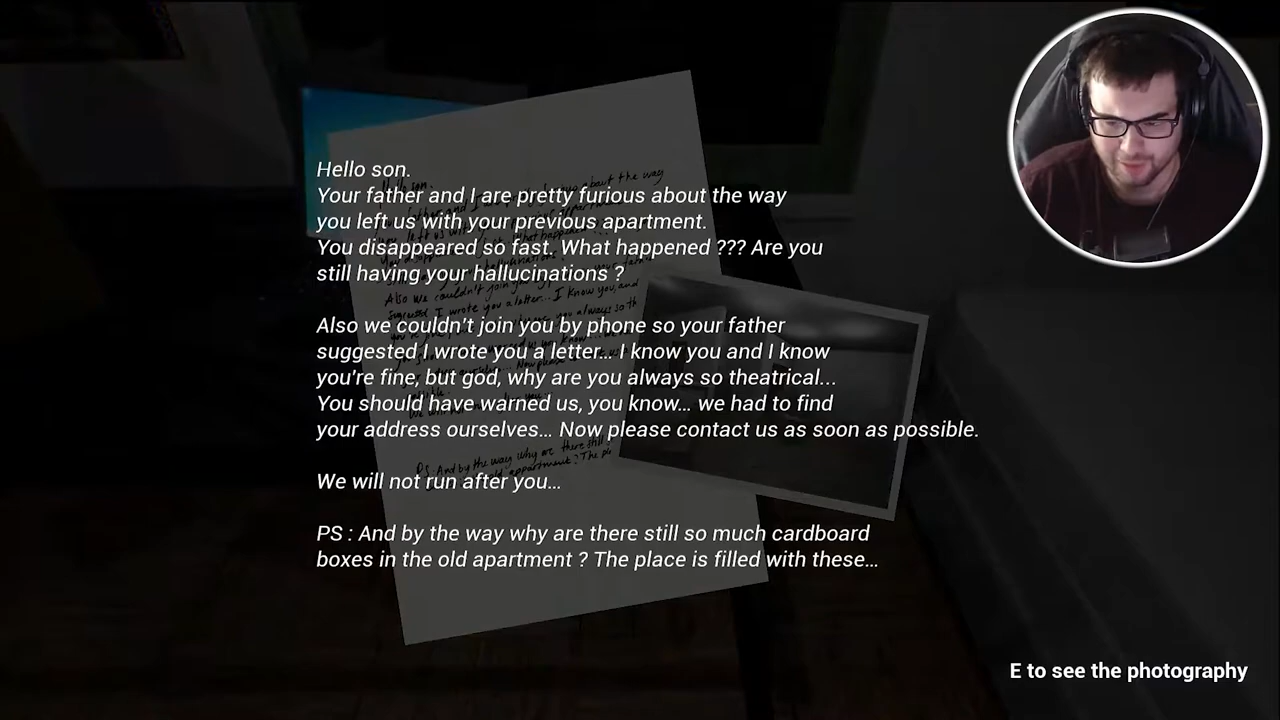 Hello son.
Your father and I are pretty furious about the way
you left us with your previous apartment.
You disappeared so fast. What happened ??? Are you
still having your hallucinations ?
Also we couldn't join you by phone so your father
suggested I wrote you a letter... I know you and I know
you're fine, but god, why are you always so theatrical...
You should have warned us, you know... we had to find
your address ourselves... Now please contact us as soon as possible.
We will not run after you...
PS : And by the way why are there still so much cardboard
boxes in the old apartment ? The place is filled with these...
E to see the photography